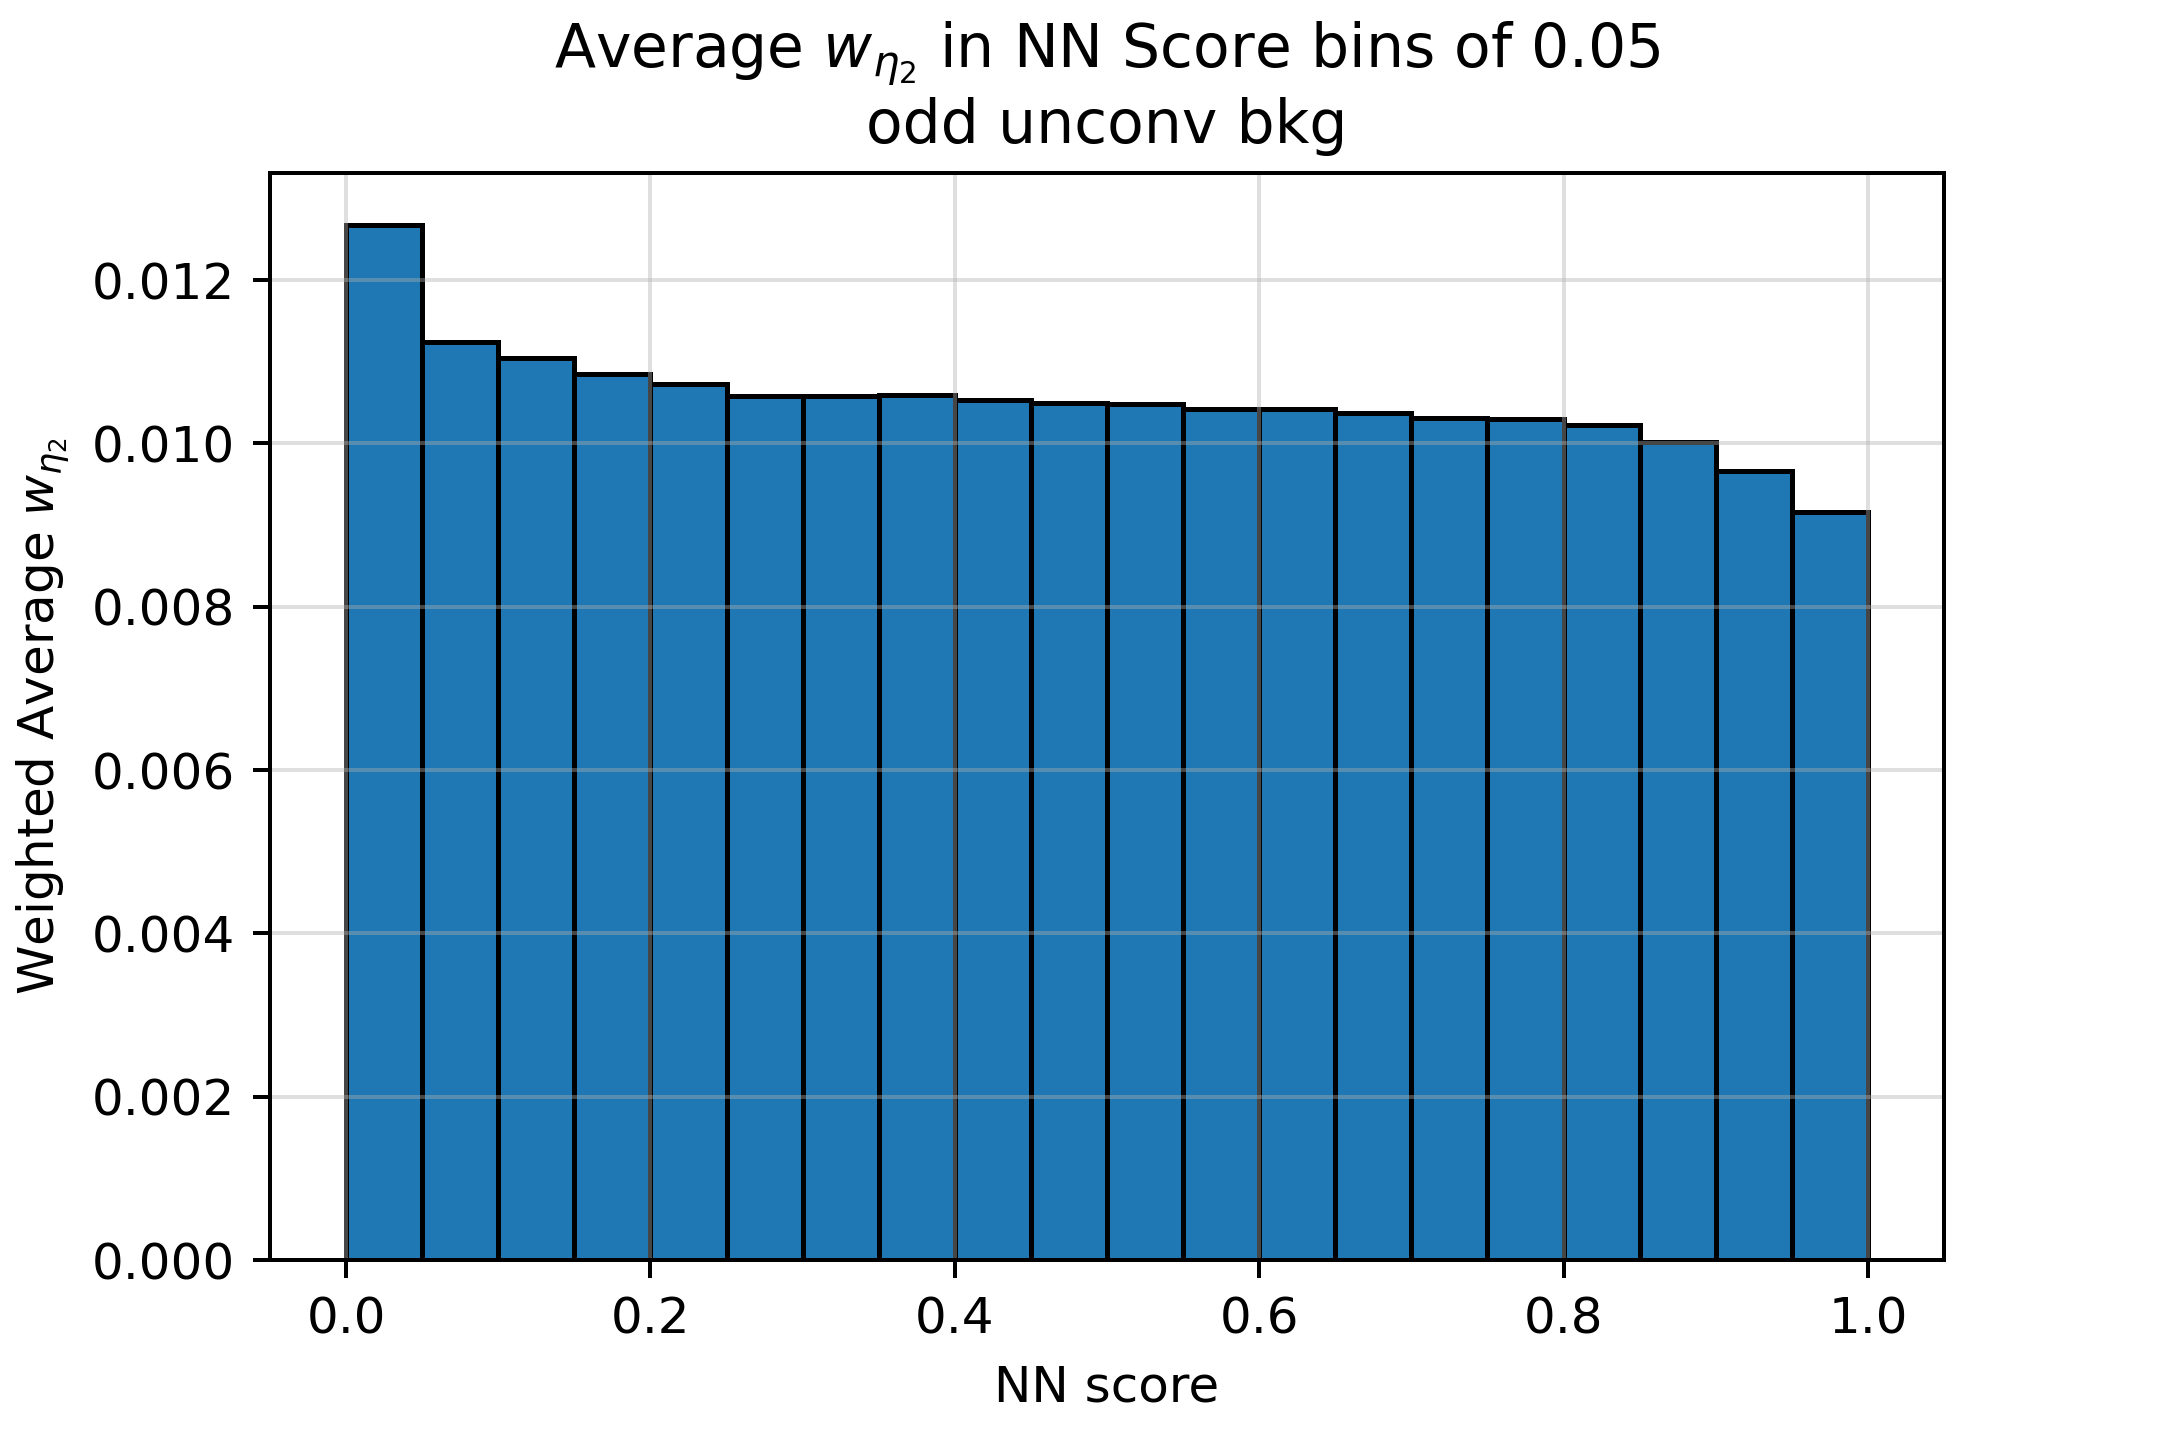 Average w_η₂ in NN Score bins of 0.05
odd unconv bkg
Weighted Average w_η₂
0.012
0.010
0.008
0.006
0.004
0.002
0.000
0.0 0.2 0.4 0.6 0.8 1.0
NN score